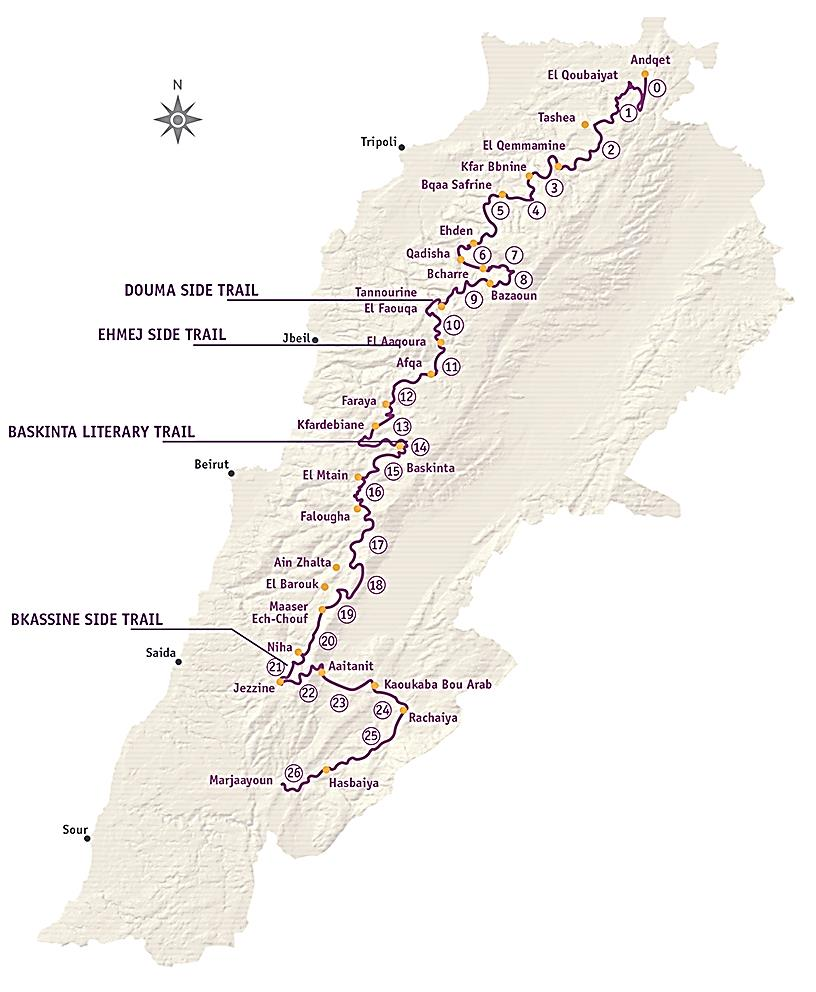 N
Andqet
El Qoubaiyat
0
1
Tashea
2
El Qemmamine
Tripoli
Kfar Bbnine
3
Bqaa Safrine
5
4
Ehden
Qadisha
6
7
Bcharre
8
DOUMA SIDE TRAIL
Tannourine
El Faouqa
9
Bazaoun
EHMEJ SIDE TRAIL
Jbeil
El Aaqoura
10
Afqa
11
Faraya
12
Kfardebiane
13
BASKINTA LITERARY TRAIL
14
Beirut
15
Baskinta
El Mtain
16
Falougha
17
Ain Zhalta
El Barouk
18
Maaser
Ech-Chouf
19
BKASSINE SIDE TRAIL
20
Niha
Saida
21
Aaitanit
Jezzine
22
Kaoukaba Bou Arab
23
24
Rachaiya
25
Marjaayoun
26
Hasbaiya
Sour